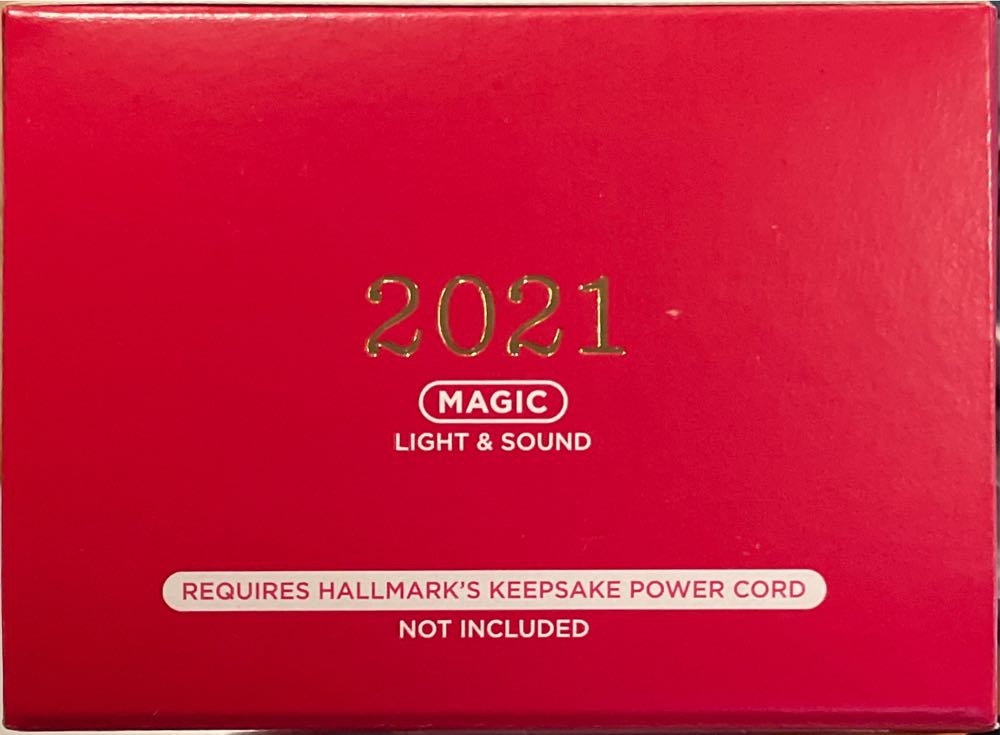 2021
MAGIC
LIGHT & SOUND
REQUIRES HALLMARK'S KEEPSAKE POWER CORD
NOT INCLUDED